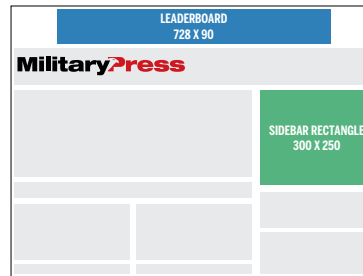 LEADERBOARD
728 X 90
MilitaryPress
SIDEBAR RECTANGLE
300 X 250